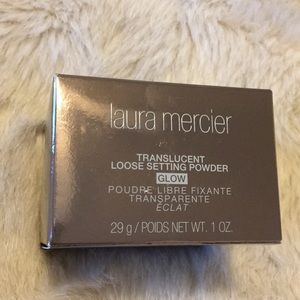 laura mercier
TRANSLUCENT
LOOSE SETTING POWDER
GLOW
POUDRE LIBRE FIXANTE
TRANSPARENTE
ÉCLAT
29 g / POIDS NET WT. 1 OZ.